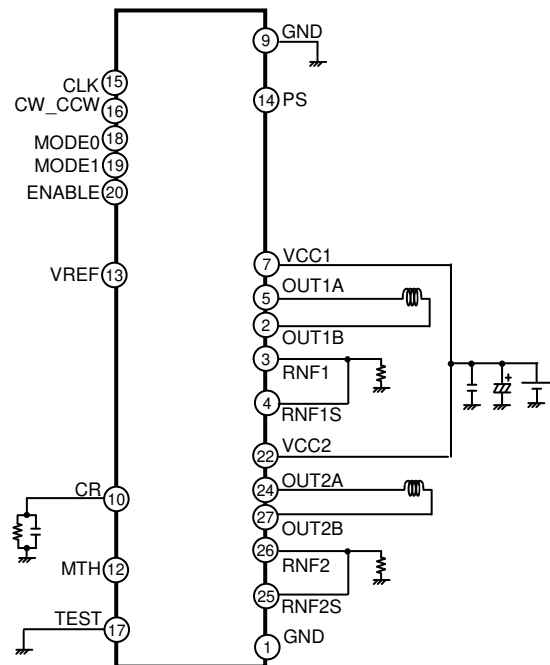 9 GND
15 CLK
14 PS
16 CW_CCW
18 MODE0
19 MODE1
20 ENABLE
7 VCC1
13 VREF
5 OUT1A
2 OUT1B
3 RNF1
4 RNF1S
22 VCC2
24 OUT2A
10 CR
27 OUT2B
26 RNF2
12 MTH
25 RNF2S
17 TEST
1 GND
+